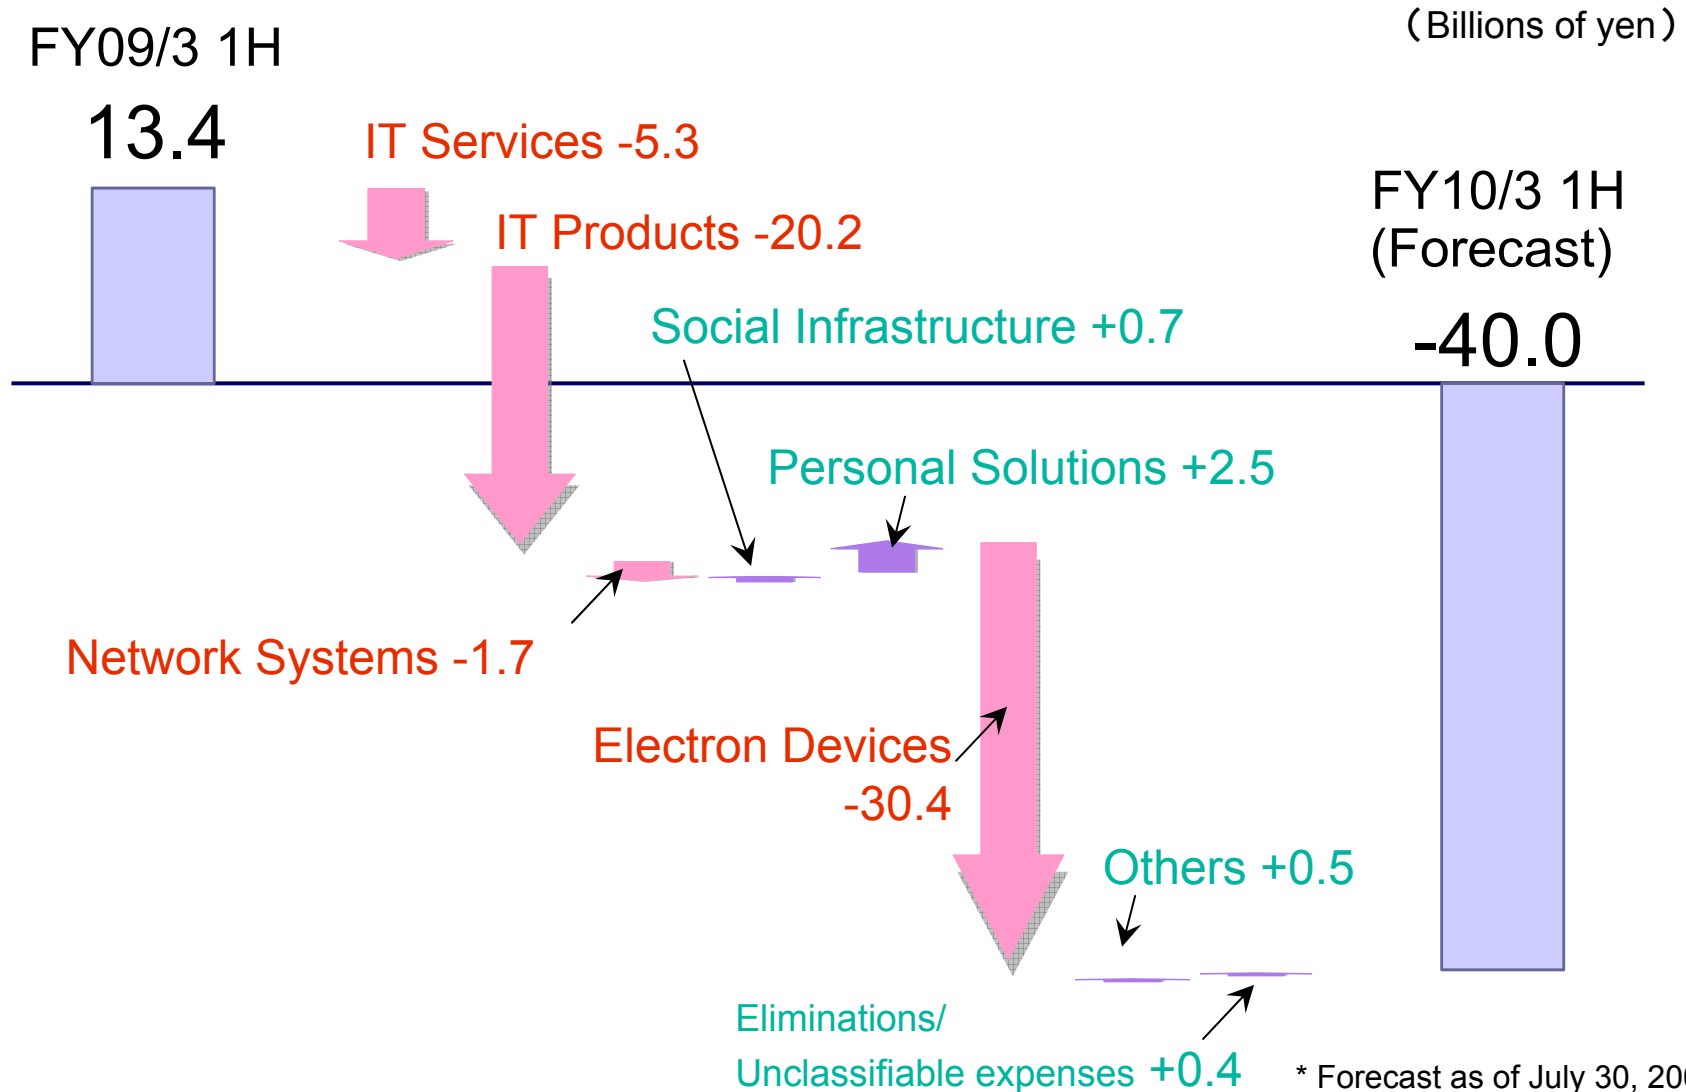 （Billions of yen）
FY09/3 1H
13.4
IT Services -5.3
IT Products -20.2
FY10/3 1H
(Forecast)
-40.0
Social Infrastructure +0.7
Personal Solutions +2.5
Network Systems -1.7
Electron Devices
-30.4
Others +0.5
Eliminations/
Unclassifiable expenses +0.4
* Forecast as of July 30,